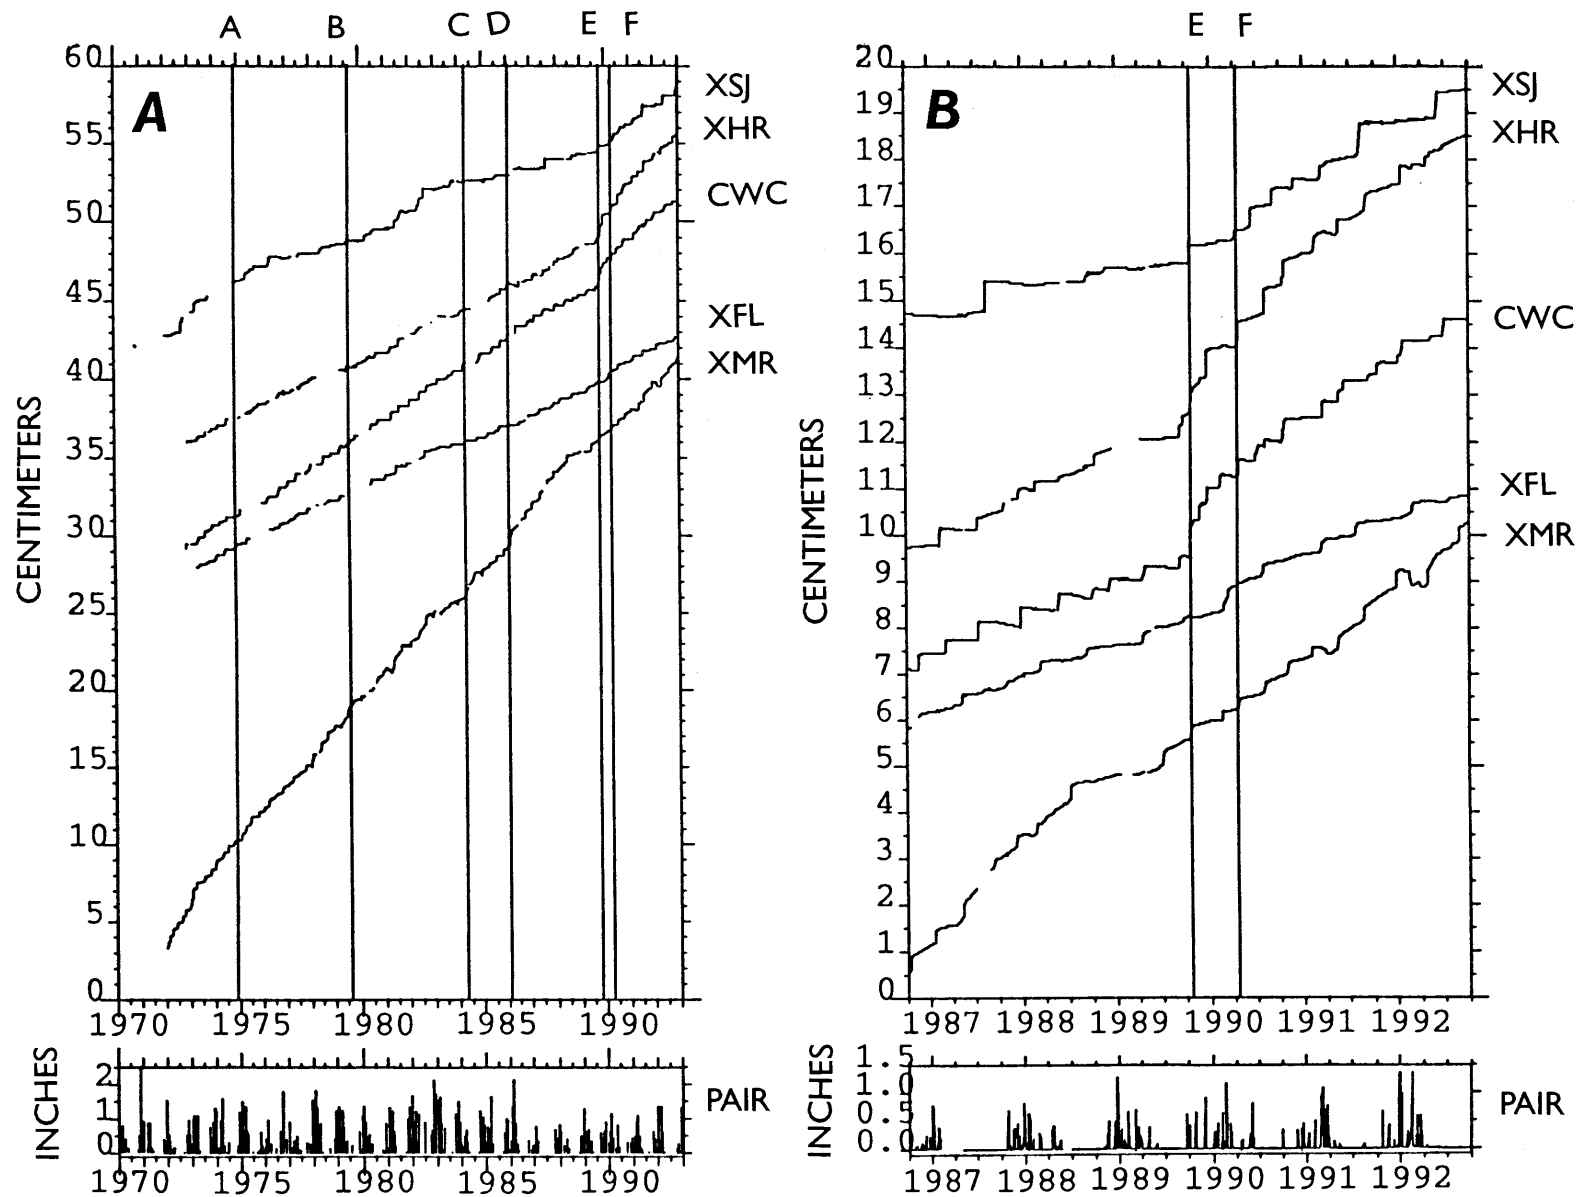 A B C D E F
A
60
55
50
45
40
35
30
25
20
15
10
5
0
CENTIMETERS
XSJ
XHR
CWC
XFL
XMR
1970 1975 1980 1985 1990
INCHES
2
1
0
PAIR
1970 1975 1980 1985 1990
E F
B
20
19
18
17
16
15
14
13
12
11
10
9
8
7
6
5
4
3
2
1
0
CENTIMETERS
XSJ
XHR
CWC
XFL
XMR
1987 1988 1989 1990 1991 1992
INCHES
1.5
1.0
0.5
0.0
PAIR
1987 1988 1989 1990 1991 1992